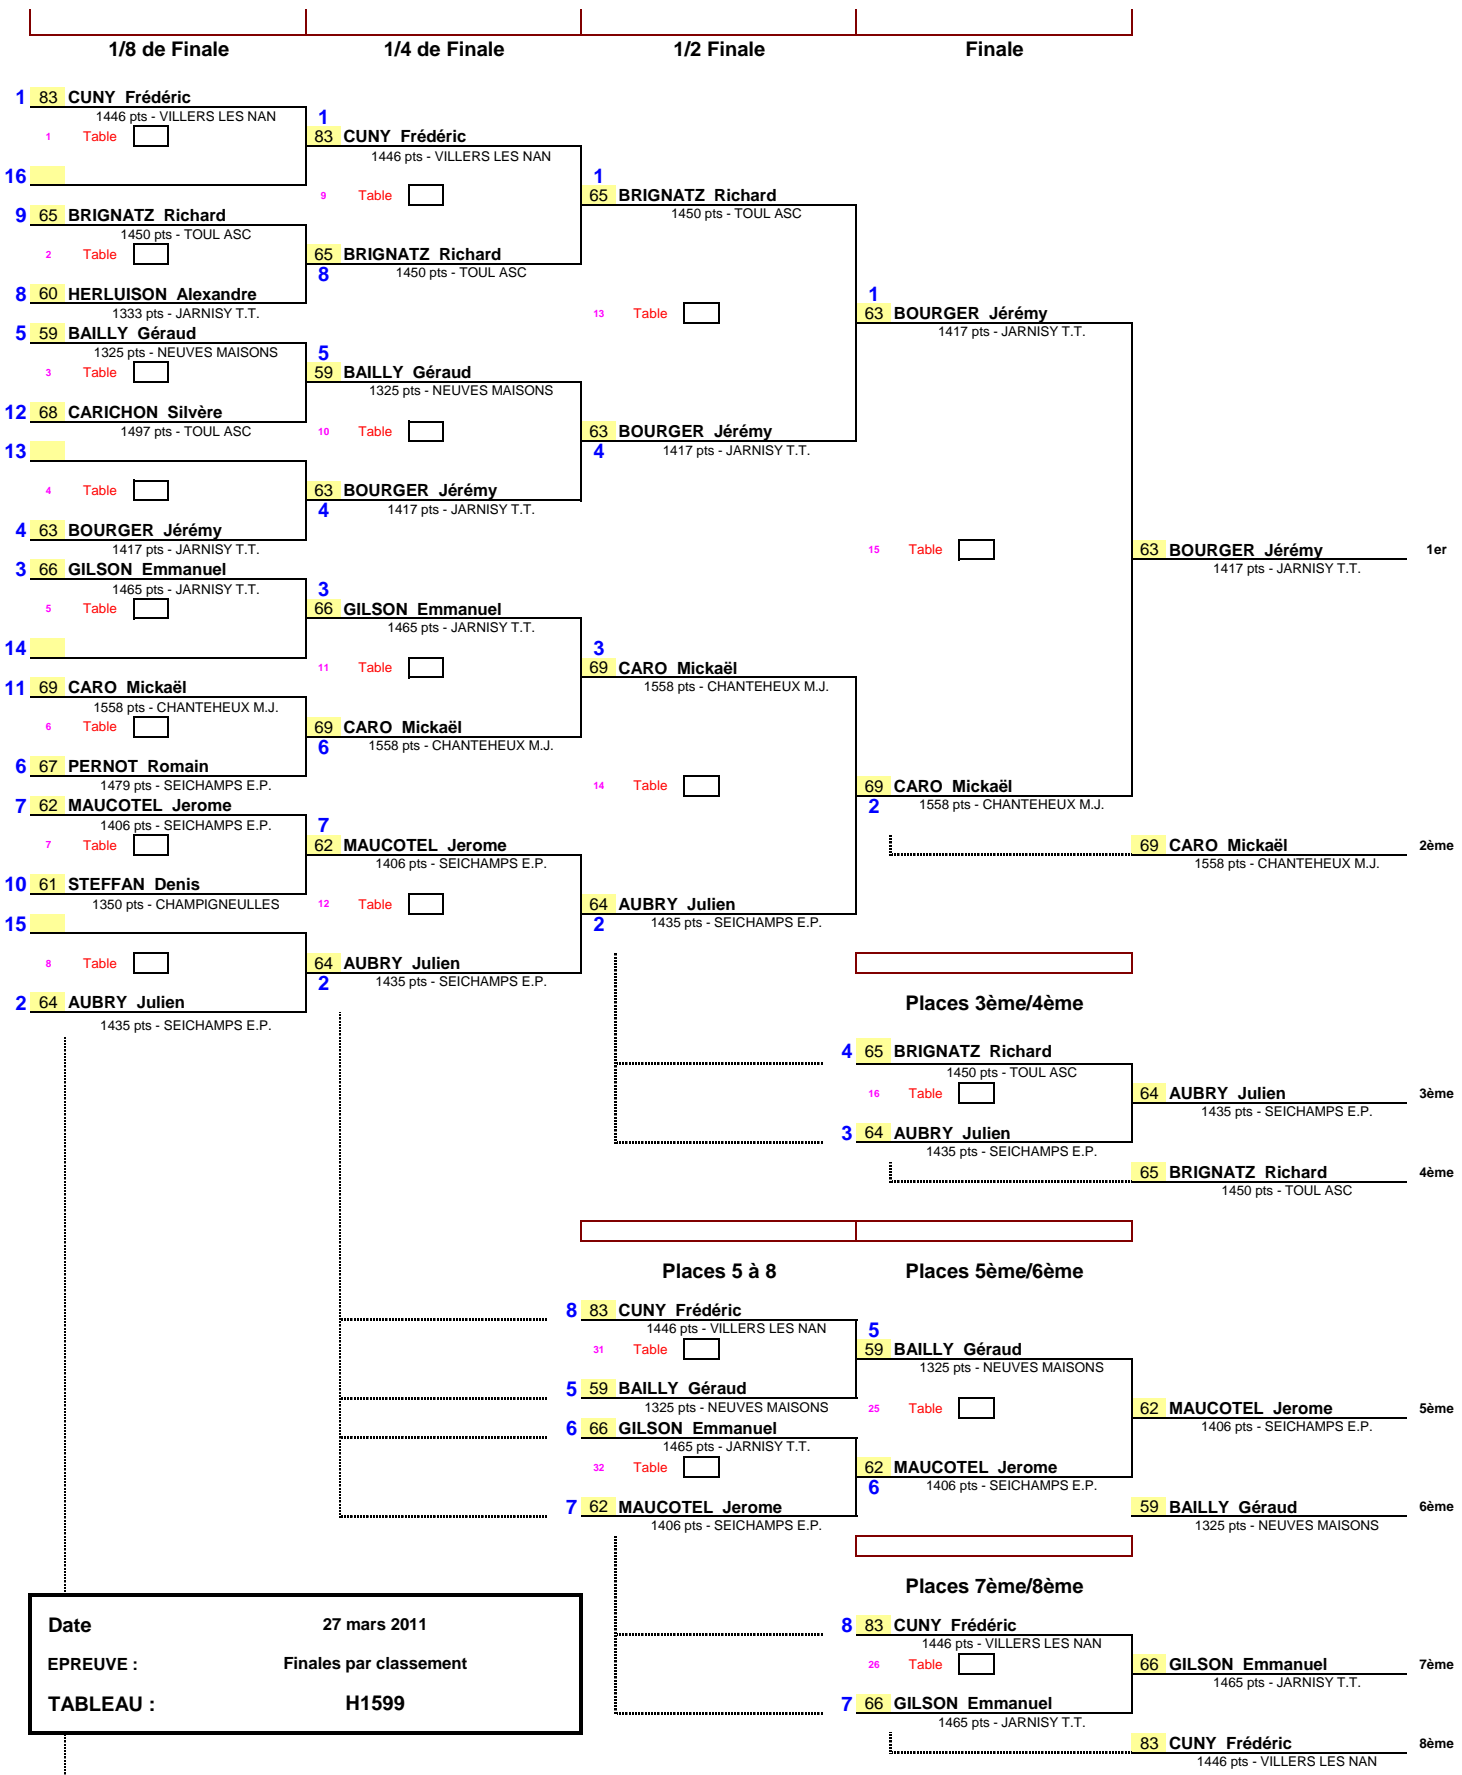 1/8 de Finale 1/4 de Finale 1/2 Finale Finale
1 83 CUNY Frédéric
1446 pts - VILLERS LES NAN
1 Table
16
9 65 BRIGNATZ Richard
1450 pts - TOUL ASC
2 Table
8 60 HERLUISON Alexandre
1333 pts - JARNISY T.T.
5 59 BAILLY Géraud
1325 pts - NEUVES MAISONS
3 Table
12 68 CARICHON Silvère
1497 pts - TOUL ASC
13
4 Table
4 63 BOURGER Jérémy
1417 pts - JARNISY T.T.
3 66 GILSON Emmanuel
1465 pts - JARNISY T.T.
5 Table
14
11 69 CARO Mickaël
1558 pts - CHANTEHEUX M.J.
6 Table
6 67 PERNOT Romain
1479 pts - SEICHAMPS E.P.
7 62 MAUCOTEL Jerome
1406 pts - SEICHAMPS E.P.
7 Table
10 61 STEFFAN Denis
1350 pts - CHAMPIGNEULLES
15
8 Table
2 64 AUBRY Julien
1435 pts - SEICHAMPS E.P.
1
83 CUNY Frédéric
1446 pts - VILLERS LES NAN
9 Table
65 BRIGNATZ Richard
8 1450 pts - TOUL ASC
5
59 BAILLY Géraud
1325 pts - NEUVES MAISONS
10 Table
63 BOURGER Jérémy
4 1417 pts - JARNISY T.T.
3
66 GILSON Emmanuel
1465 pts - JARNISY T.T.
11 Table
69 CARO Mickaël
6 1558 pts - CHANTEHEUX M.J.
7
62 MAUCOTEL Jerome
1406 pts - SEICHAMPS E.P.
12 Table
64 AUBRY Julien
2 1435 pts - SEICHAMPS E.P.
1
65 BRIGNATZ Richard
1450 pts - TOUL ASC
13 Table
63 BOURGER Jérémy
4 1417 pts - JARNISY T.T.
3
69 CARO Mickaël
1558 pts - CHANTEHEUX M.J.
14 Table
64 AUBRY Julien
2 1435 pts - SEICHAMPS E.P.
1
63 BOURGER Jérémy
1417 pts - JARNISY T.T.
15 Table
69 CARO Mickaël
2 1558 pts - CHANTEHEUX M.J.
63 BOURGER Jérémy 1er
1417 pts - JARNISY T.T.
69 CARO Mickaël 2ème
1558 pts - CHANTEHEUX M.J.
Places 3ème/4ème
4 65 BRIGNATZ Richard
1450 pts - TOUL ASC
16 Table
3 64 AUBRY Julien
1435 pts - SEICHAMPS E.P.
64 AUBRY Julien 3ème
1435 pts - SEICHAMPS E.P.
65 BRIGNATZ Richard 4ème
1450 pts - TOUL ASC
Places 5 à 8 Places 5ème/6ème
8 83 CUNY Frédéric
1446 pts - VILLERS LES NAN
31 Table
5 59 BAILLY Géraud
1325 pts - NEUVES MAISONS
6 66 GILSON Emmanuel
1465 pts - JARNISY T.T.
32 Table
7 62 MAUCOTEL Jerome
1406 pts - SEICHAMPS E.P.
5
59 BAILLY Géraud
1325 pts - NEUVES MAISONS
25 Table
62 MAUCOTEL Jerome
6 1406 pts - SEICHAMPS E.P.
62 MAUCOTEL Jerome 5ème
1406 pts - SEICHAMPS E.P.
59 BAILLY Géraud 6ème
1325 pts - NEUVES MAISONS
Places 7ème/8ème
8 83 CUNY Frédéric
1446 pts - VILLERS LES NAN
26 Table
7 66 GILSON Emmanuel
1465 pts - JARNISY T.T.
66 GILSON Emmanuel 7ème
1465 pts - JARNISY T.T.
83 CUNY Frédéric 8ème
1446 pts - VILLERS LES NAN
Date 27 mars 2011
EPREUVE : Finales par classement
TABLEAU : H1599